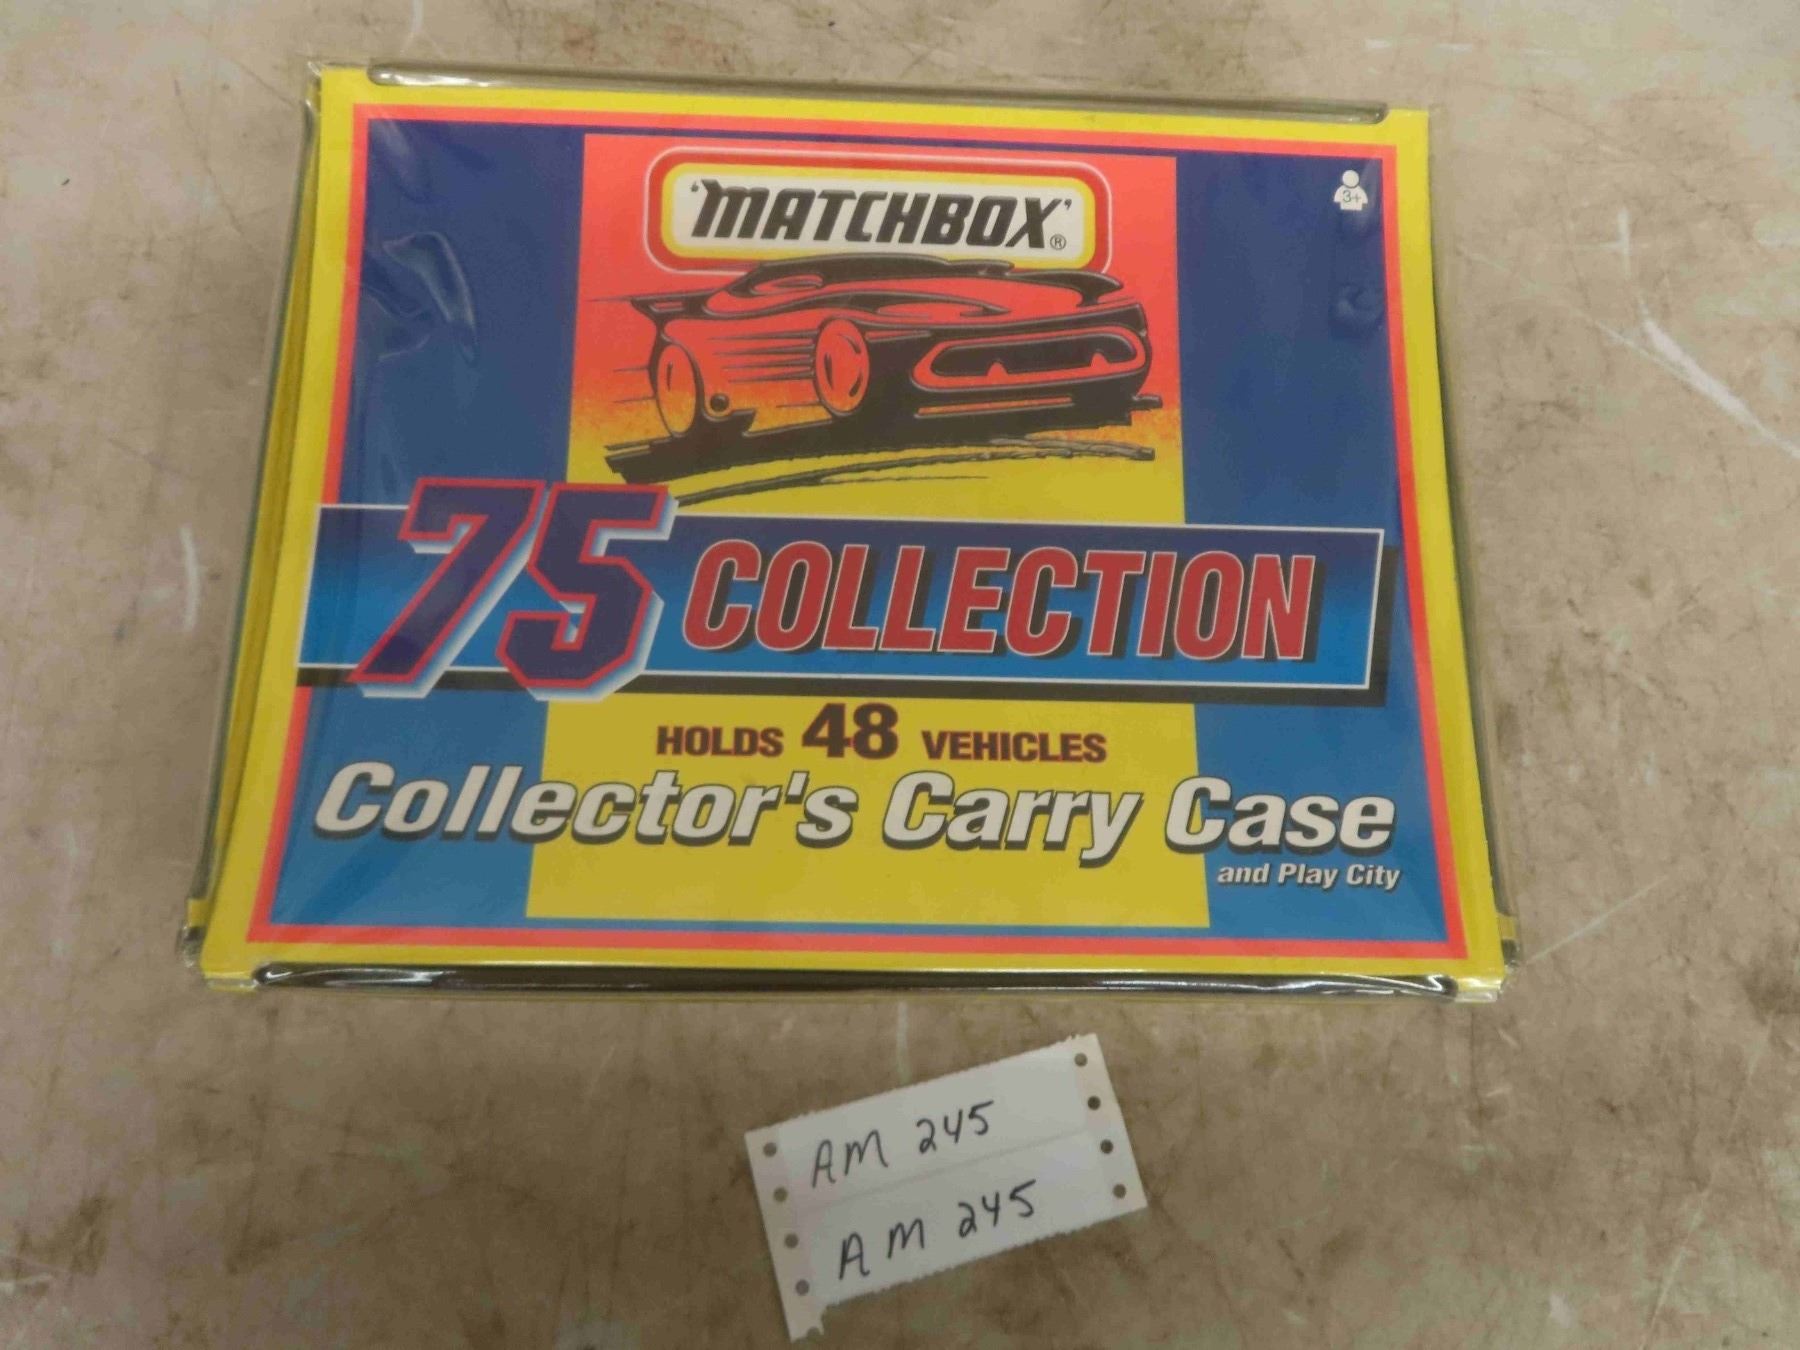 'MATCHBOX'®
3+
75 COLLECTION
HOLDS 48 VEHICLES
Collector's Carry Case
and Play City
AM 245
AM 245